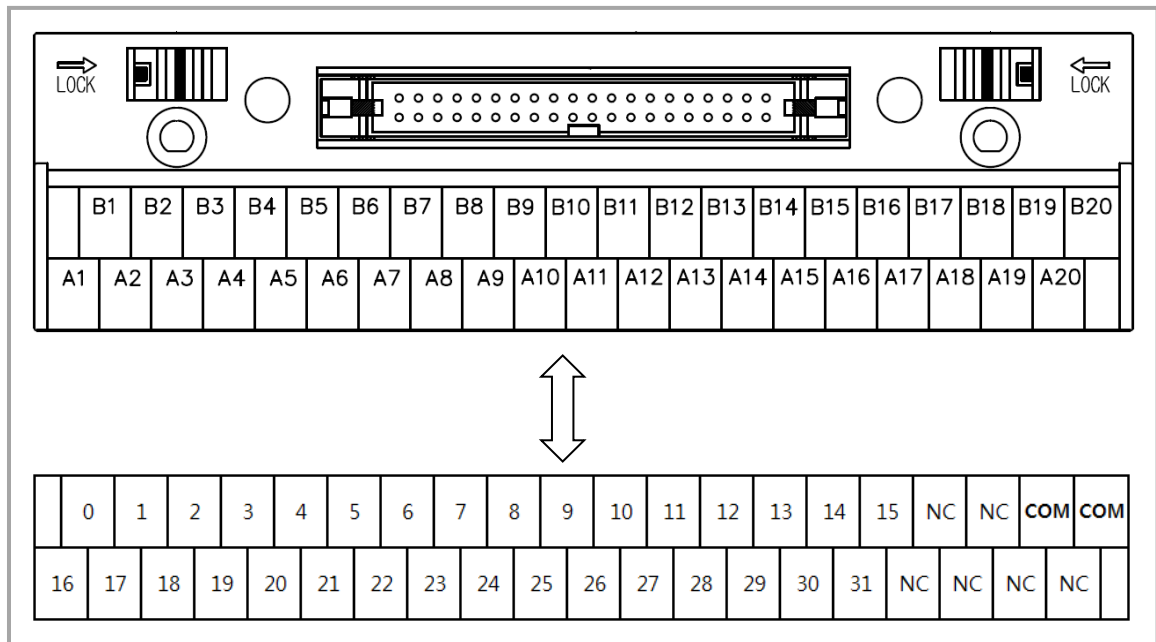 LOCK LOCK
B1 B2 B3 B4 B5 B6 B7 B8 B9 B10 B11 B12 B13 B14 B15 B16 B17 B18 B19 B20
A1 A2 A3 A4 A5 A6 A7 A8 A9 A10 A11 A12 A13 A14 A15 A16 A17 A18 A19 A20
0 1 2 3 4 5 6 7 8 9 10 11 12 13 14 15 NC NC COM COM
16 17 18 19 20 21 22 23 24 25 26 27 28 29 30 31 NC NC NC NC